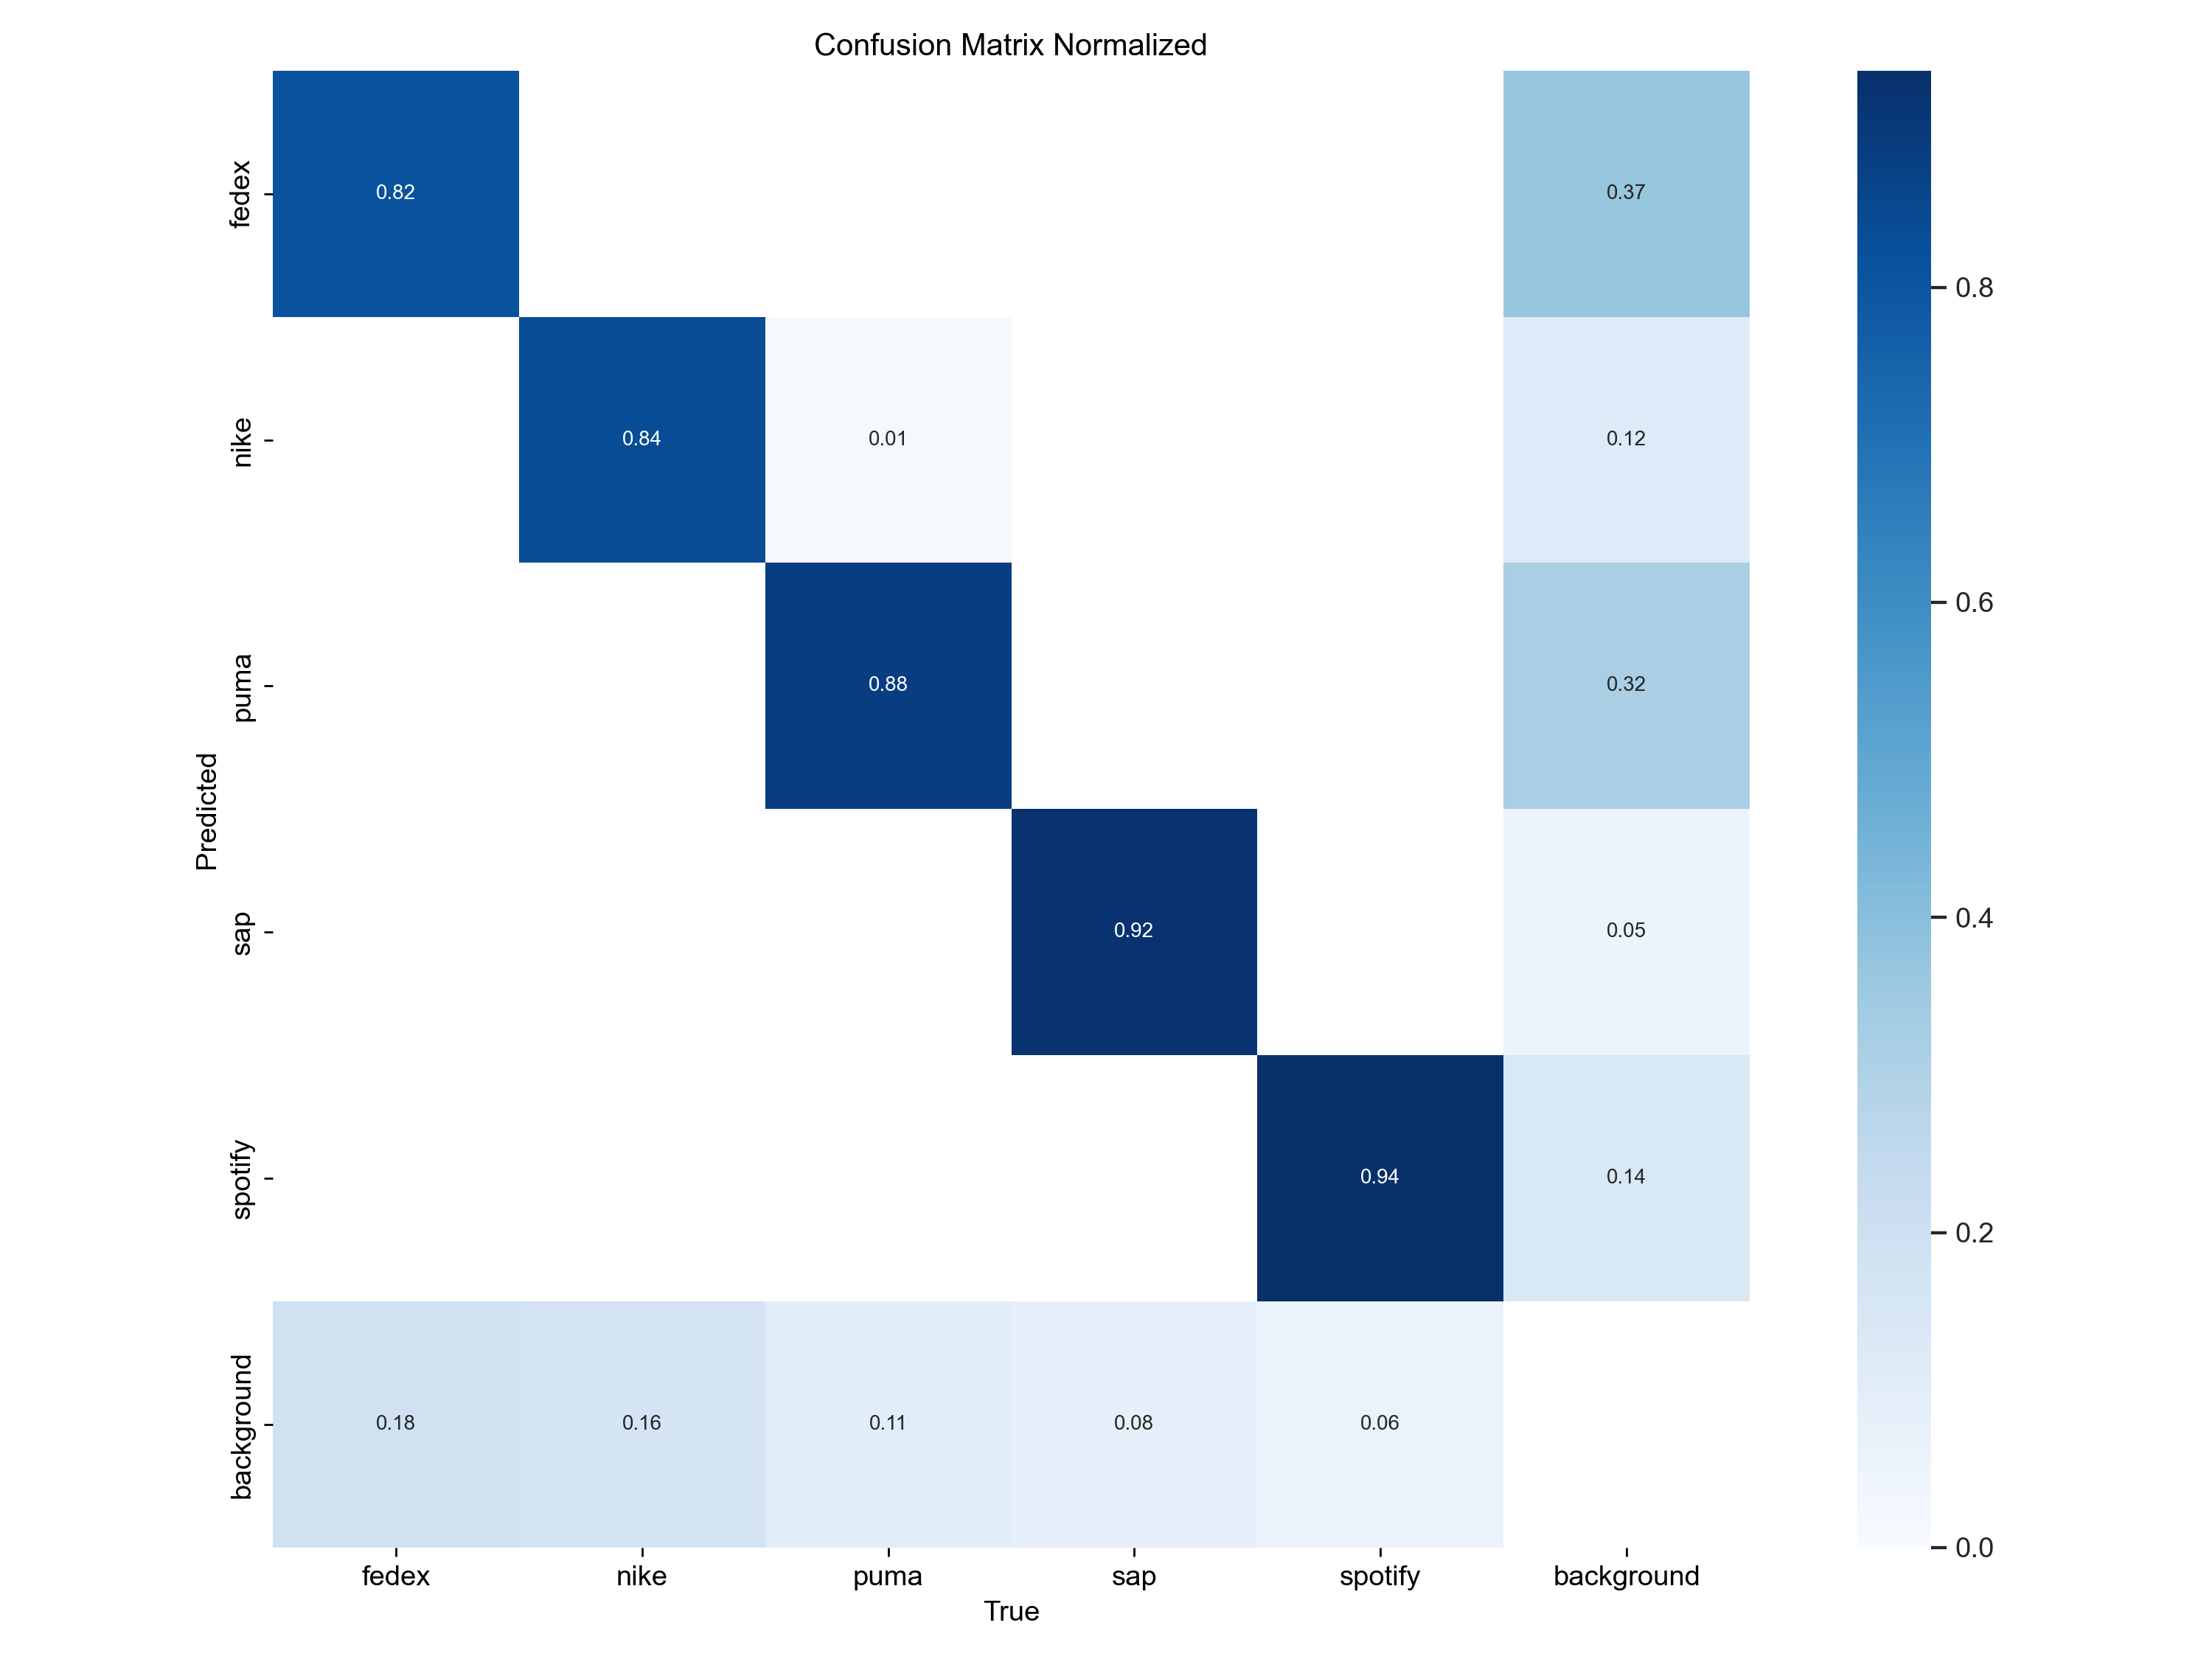 Confusion Matrix Normalized
fedex
0.82
0.37
nike
0.84
0.01
0.12
puma
0.88
0.32
sap
0.92
0.05
spotify
0.94
0.14
background
0.18
0.16
0.11
0.08
0.06
Predicted
fedex
nike
puma
sap
spotify
background
True
0.8
0.6
0.4
0.2
0.0